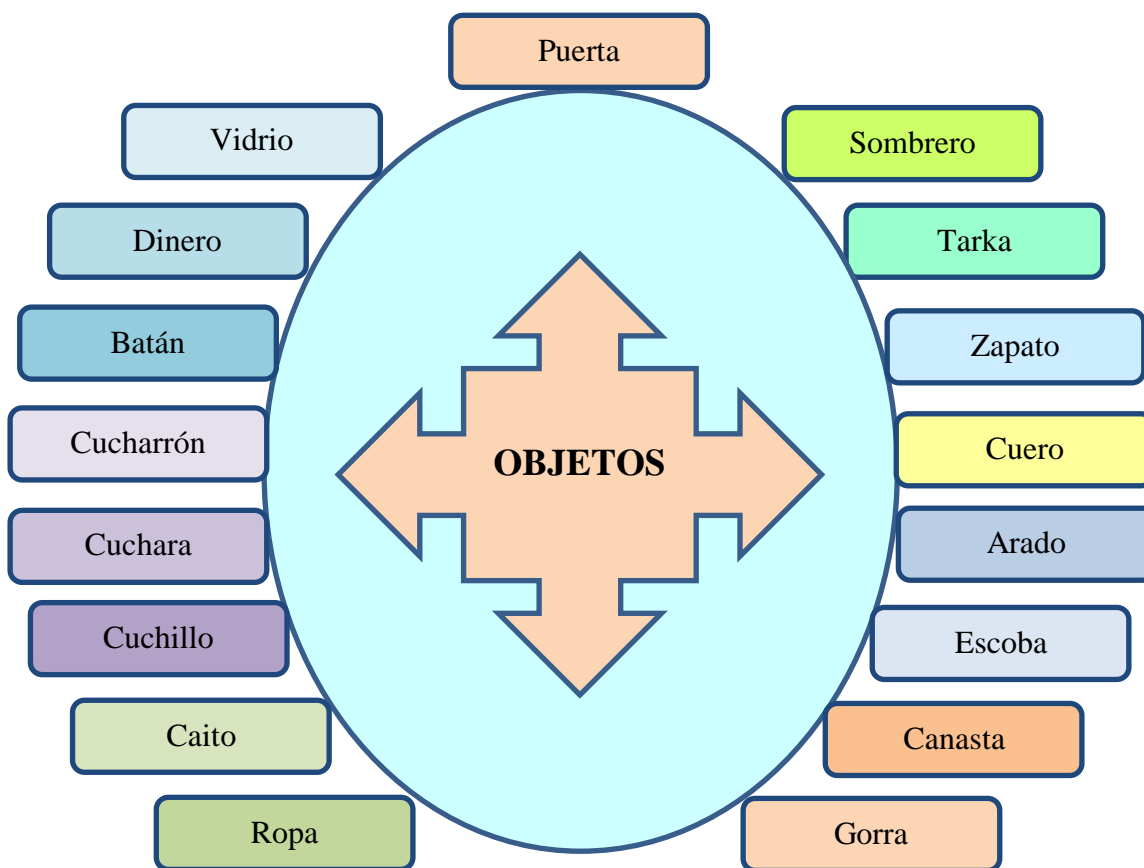 Puerta
Vidrio
Sombrero
Dinero
Tarka
Batán
Zapato
Cucharrón
OBJETOS
Cuero
Cuchara
Arado
Cuchillo
Escoba
Caito
Canasta
Ropa
Gorra